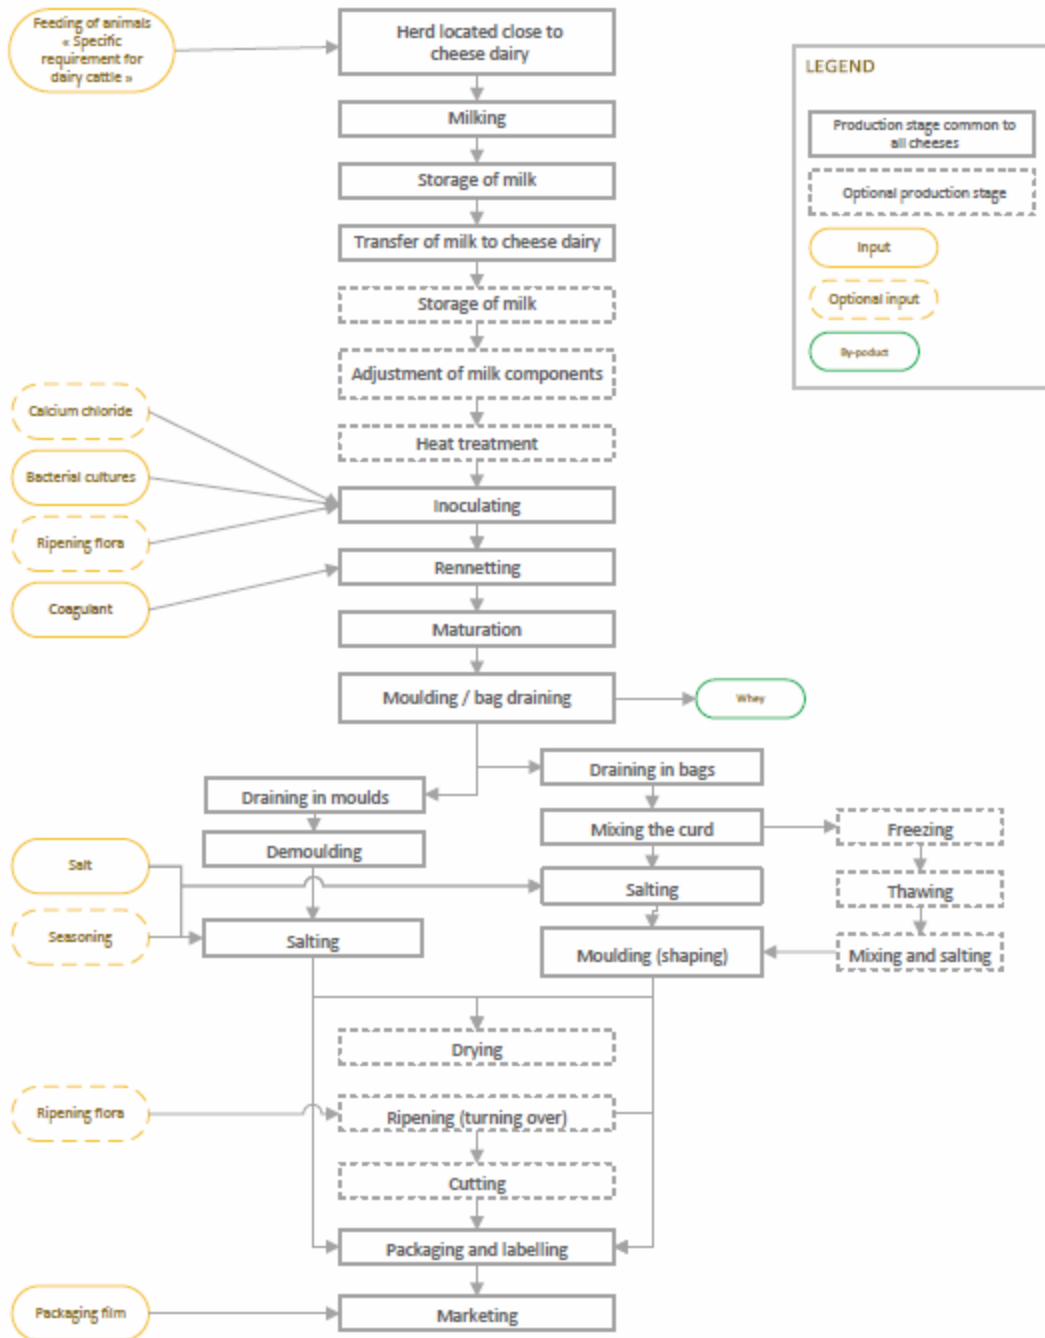 Feeding of animals
« Specific
requirement for
dairy cattle »
Herd located close to
cheese dairy
LEGEND
Production stage common to
all cheeses
Optional production stage
Input
Optional input
By-poduct
Milking
Storage of milk
Transfer of milk to cheese dairy
Storage of milk
Adjustment of milk components
Heat treatment
Calcium chloride
Bacterial cultures
Ripening flora
Coagulant
Inoculating
Rennetting
Maturation
Moulding / bag draining
Whey
Draining in moulds
Demoulding
Salt
Seasoning
Salting
Draining in bags
Mixing the curd
Salting
Moulding (shaping)
Freezing
Thawing
Mixing and salting
Drying
Ripening flora
Ripening (turning over)
Cutting
Packaging and labelling
Packaging film
Marketing